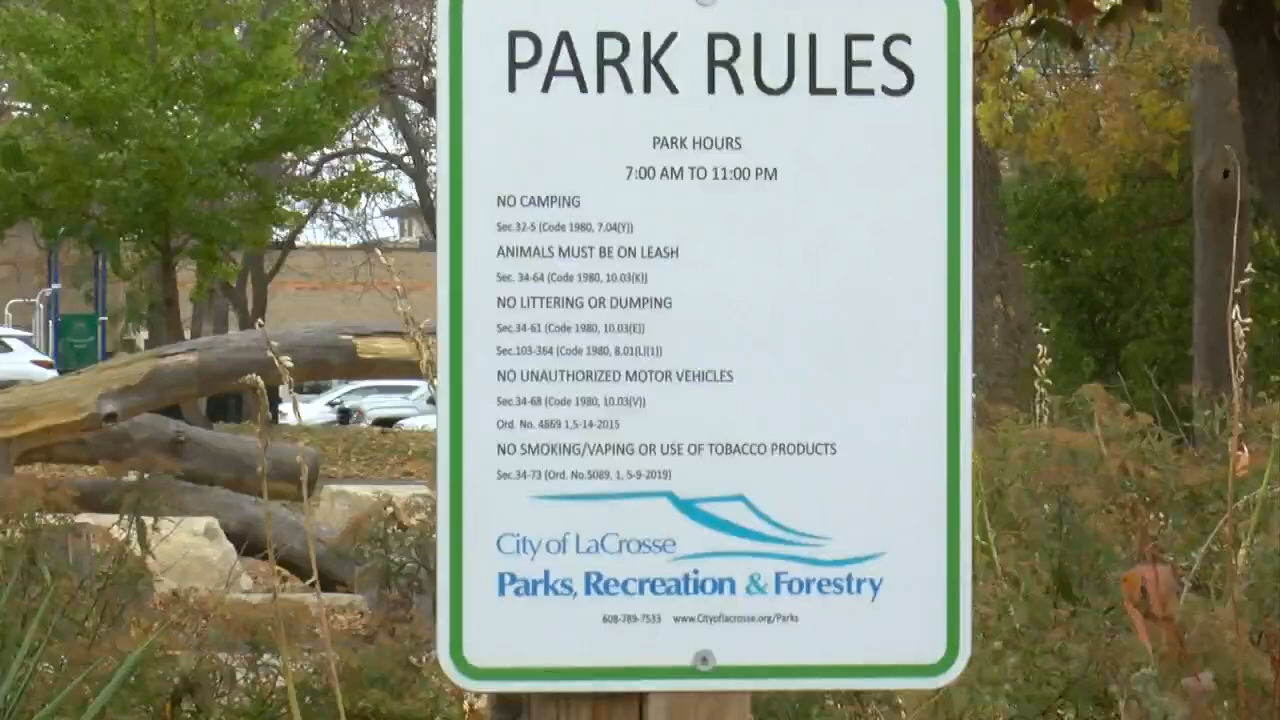 PARK RULES
PARK HOURS
7:00 AM TO 11:00 PM
NO CAMPING
Sec.32-5 (Code 1980, 7.04(Y))
ANIMALS MUST BE ON LEASH
Sec. 34-64 (Code 1980, 10.03(K))
NO LITTERING OR DUMPING
Sec.34-61 (Code 1980, 10.03(E))
Sec.103-364 (Code 1980, 8.01(L)(1))
NO UNAUTHORIZED MOTOR VEHICLES
Sec.34-68 (Code 1980, 10.03(V))
Ord. No. 4869 1,5-14-2015
NO SMOKING/VAPING OR USE OF TOBACCO PRODUCTS
Sec.34-73 (Ord. No.5089, 1, 5-9-2019)
City of LaCrosse
Parks, Recreation & Forestry
608-789-7533 www.Cityoflacrosse.org/Parks